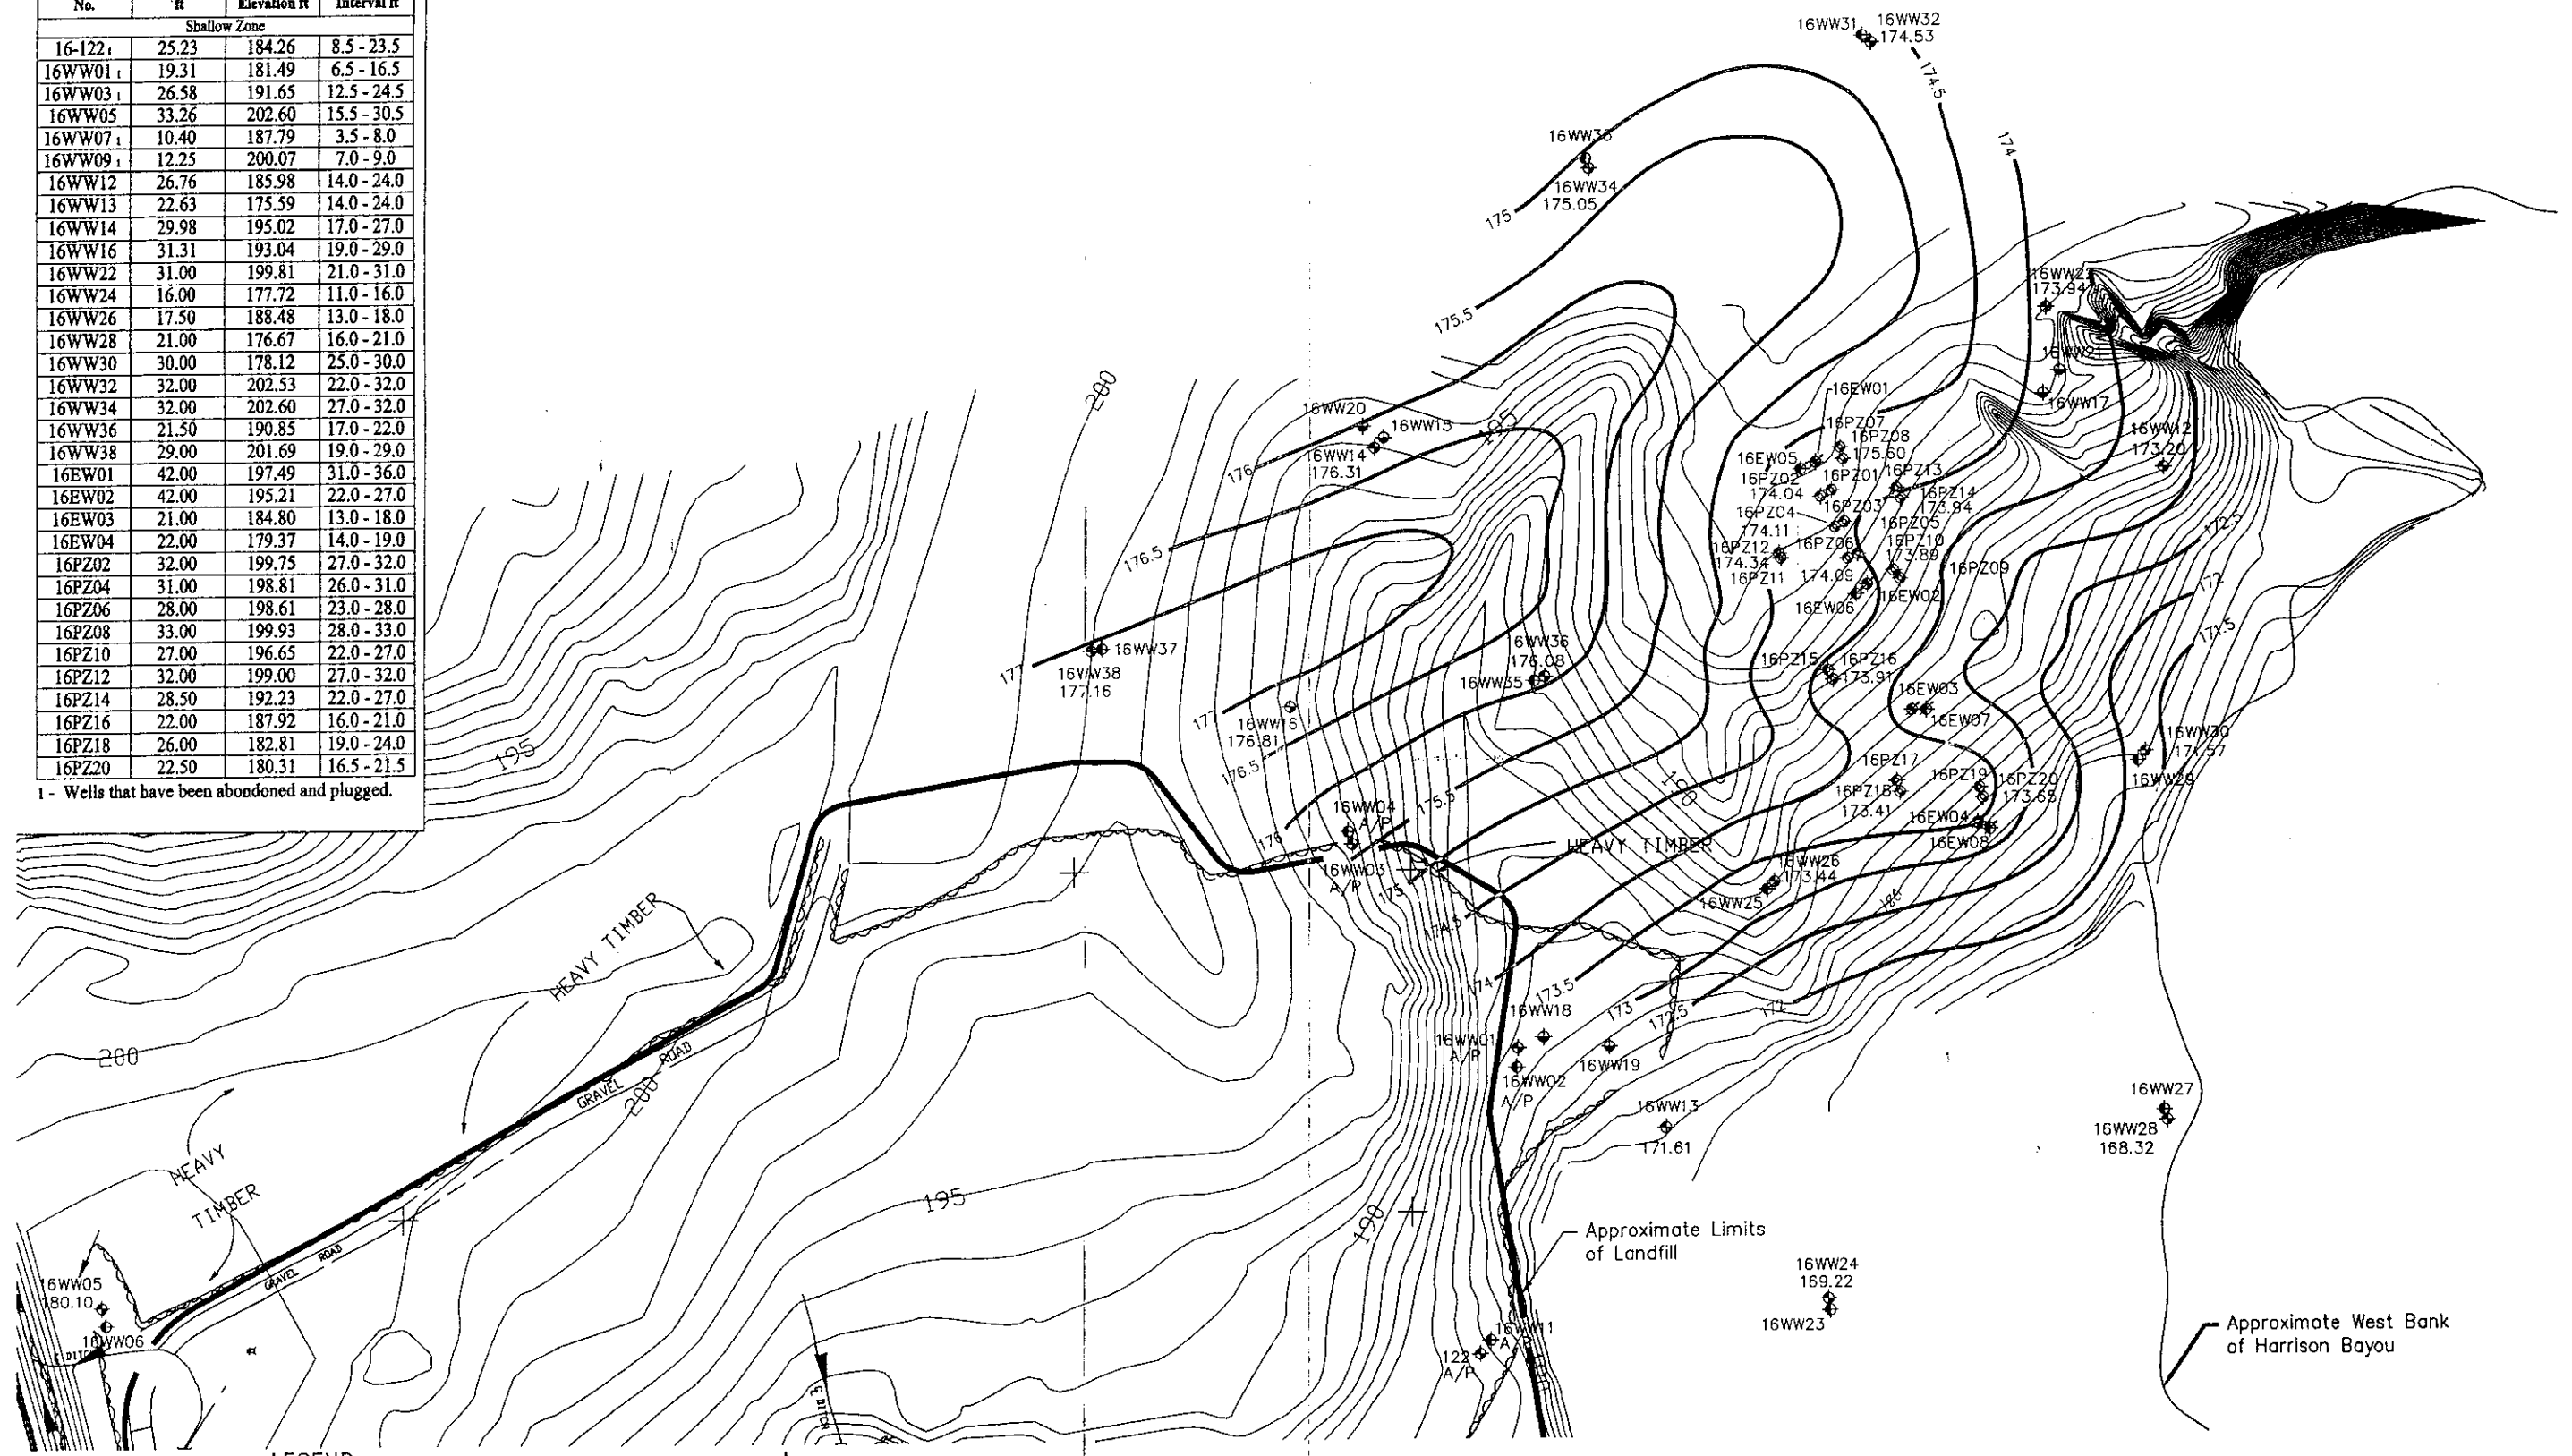 No. ft Elevation ft Interval ft
Shallow Zone
16-122 1 25.23 184.26 8.5 - 23.5
16WW01 1 19.31 181.49 6.5 - 16.5
16WW03 1 26.58 191.65 12.5 - 24.5
16WW05 33.26 202.60 15.5 - 30.5
16WW07 1 10.40 187.79 3.5 - 8.0
16WW09 1 12.25 200.07 7.0 - 9.0
16WW12 26.76 185.98 14.0 - 24.0
16WW13 22.63 175.59 14.0 - 24.0
16WW14 29.98 195.02 17.0 - 27.0
16WW16 31.31 193.04 19.0 - 29.0
16WW22 31.00 199.81 21.0 - 31.0
16WW24 16.00 177.72 11.0 - 16.0
16WW26 17.50 188.48 13.0 - 18.0
16WW28 21.00 176.67 16.0 - 21.0
16WW30 30.00 178.12 25.0 - 30.0
16WW32 32.00 202.53 22.0 - 32.0
16WW34 32.00 202.60 27.0 - 32.0
16WW36 21.50 190.85 17.0 - 22.0
16WW38 29.00 201.69 19.0 - 29.0
16EW01 42.00 197.49 31.0 - 36.0
16EW02 42.00 195.21 22.0 - 27.0
16EW03 21.00 184.80 13.0 - 18.0
16EW04 22.00 179.37 14.0 - 19.0
16PZ02 32.00 199.75 27.0 - 32.0
16PZ04 31.00 198.81 26.0 - 31.0
16PZ06 28.00 198.61 23.0 - 28.0
16PZ08 33.00 199.93 28.0 - 33.0
16PZ10 27.00 196.65 22.0 - 27.0
16PZ12 32.00 199.00 27.0 - 32.0
16PZ14 28.50 192.23 22.0 - 27.0
16PZ16 22.00 187.92 16.0 - 21.0
16PZ18 26.00 182.81 19.0 - 24.0
16PZ20 22.50 180.31 16.5 - 21.5
1 - Wells that have been abondoned and plugged.
16WW31
16WW32
174.53
174.5
174
16WW33
16WW34
175.05
175
175.5
16WW22
173.94
16WW21
16WW17
16WW12
173.20
200
16WW20
16WW15
16WW14
176.31
195
176
176.5
16EW01
16PZ07
16PZ08
175.60
16EW05
16PZ02
174.04
16PZ01
16PZ13
16PZ14
173.94
16PZ03
16PZ04
174.11
16PZ05
16PZ12
174.34
16PZ11
16PZ06
174.09
16PZ10
173.89
16PZ09
16EW02
16EW06
172.5
172
171.5
16WW37
16WW38
177.16
177
177
16WW16
176.81
176.5
6WW36
176.08
16WW35
16PZ15
16PZ16
173.91
16EW03
16EW07
16WW30
171.57
16WW29
16PZ17
16PZ18
173.41
16PZ19
16PZ20
173.65
16EW04
16EW08
195
190
175.5
176
16WW04
A/P
16WW03
A/P
175
174.5
HEAVY TIMBER
16WW26
173.44
16WW25
180
174
173.5
173
172.5
172
HEAVY TIMBER
200
GRAVEL ROAD
200
16WW18
16WW01
A/P
16WW02
A/P
16WW19
16WW13
171.61
16WW27
16WW28
168.32
HEAVY
TIMBER
195
190
Approximate Limits
of Landfill
16WW24
169.22
16WW23
GRAVEL ROAD
16WW05
180.10
16WW06
DITCH
DITCH
16WW11
A/P
122
A/P
Approximate West Bank
of Harrison Bayou
LEGEND